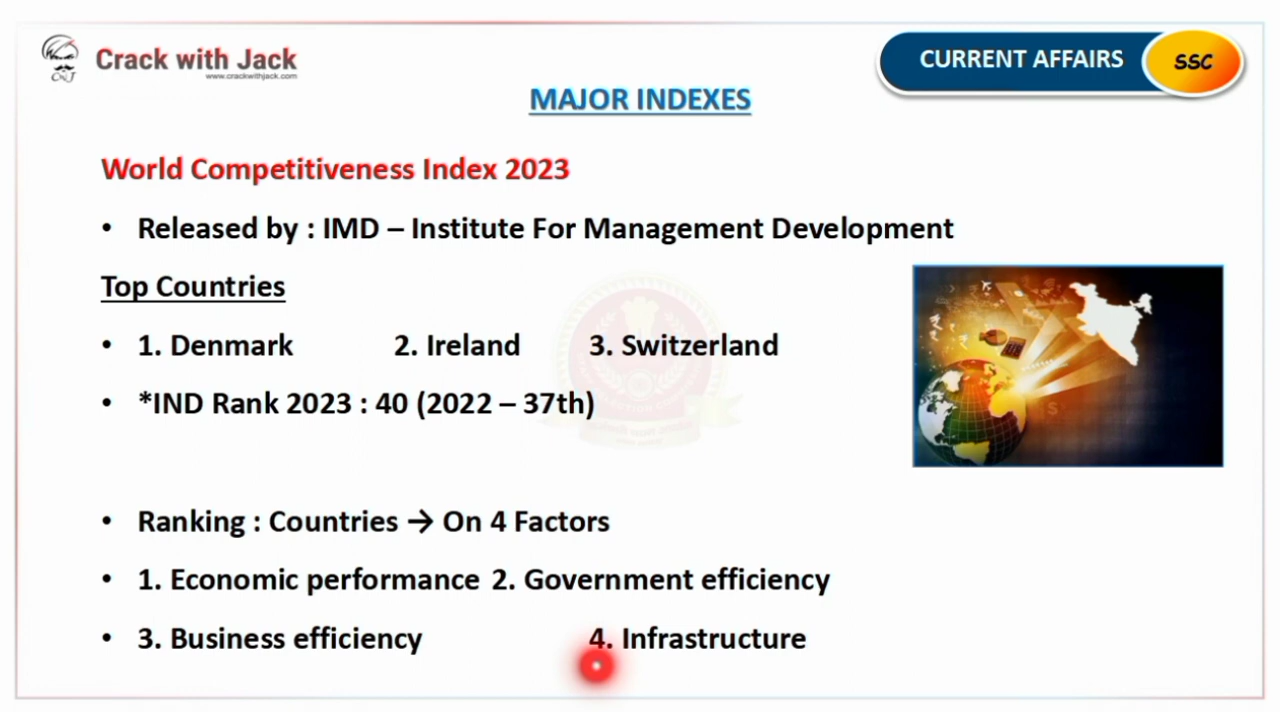 Crack with Jack
www.crackwithjack.com
CURRENT AFFAIRS
SSC
MAJOR INDEXES
World Competitiveness Index 2023
• Released by : IMD – Institute For Management Development
Top Countries
• 1. Denmark 2. Ireland 3. Switzerland
• *IND Rank 2023 : 40 (2022 – 37th)
• Ranking : Countries → On 4 Factors
• 1. Economic performance 2. Government efficiency
• 3. Business efficiency 4. Infrastructure